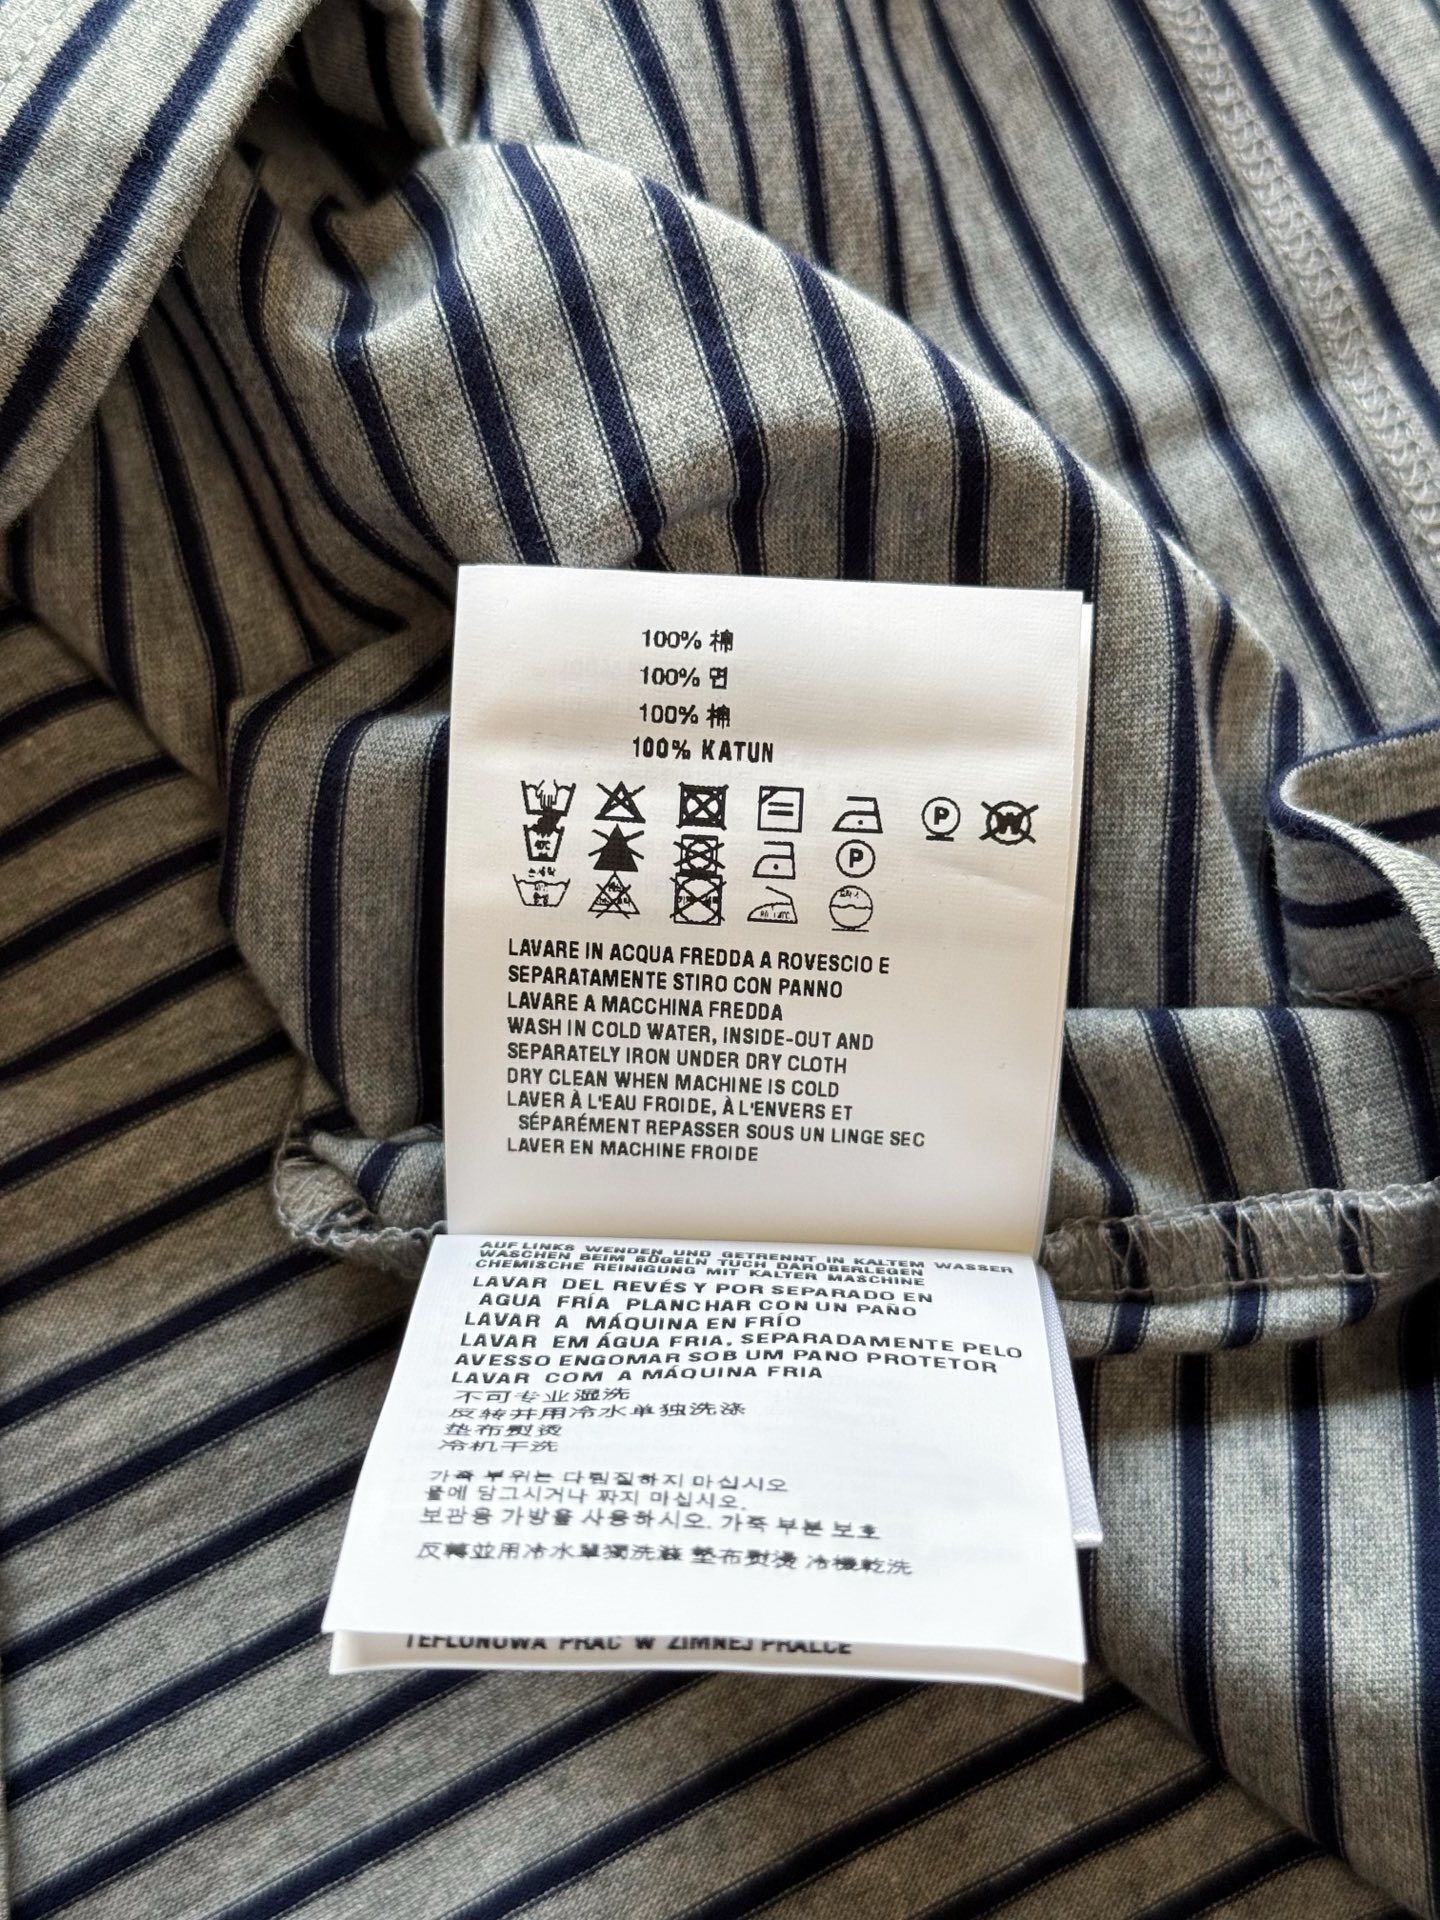 100% 棉
100% 면
100% 棉
100% KATUN
P W
40°C P
손세탁
LAVARE IN ACQUA FREDDA A ROVESCIO E
SEPARATAMENTE STIRO CON PANNO
LAVARE A MACCHINA FREDDA
WASH IN COLD WATER, INSIDE-OUT AND
SEPARATELY IRON UNDER DRY CLOTH
DRY CLEAN WHEN MACHINE IS COLD
LAVER À L'EAU FROIDE, À L'ENVERS ET
SÉPARÉMENT REPASSER SOUS UN LINGE SEC
LAVER EN MACHINE FROIDE
AUF LINKS WENDEN UND GETRENNT IN KALTEM WASSER
WASCHEN BEIM BÖGELN TUCH DARÜBERLEGEN
CHEMISCHE REINIGUNG MIT KALTER MASCHINE
LAVAR DEL REVÉS Y POR SEPARADO EN
AGUA FRÍA PLANCHAR CON UN PAÑO
LAVAR A MÁQUINA EN FRÍO
LAVAR EM ÁGUA FRIA, SEPARADAMENTE PELO
AVESSO ENGOMAR SOB UM PANO PROTETOR
LAVAR COM A MÁQUINA FRIA
不可专业湿洗
反转并用冷水单独洗涤
垫布熨烫
冷机干洗
가죽 부위는 다림질하지 마십시오
물에 담그시거나 짜지 마십시오.
보관용 가방을 사용하시오. 가죽 부분 보호
反轉並用冷水單獨洗滌 墊布熨燙 冷機乾洗
TEFLONOWA PRAĆ W ZIMNEJ PRALCE